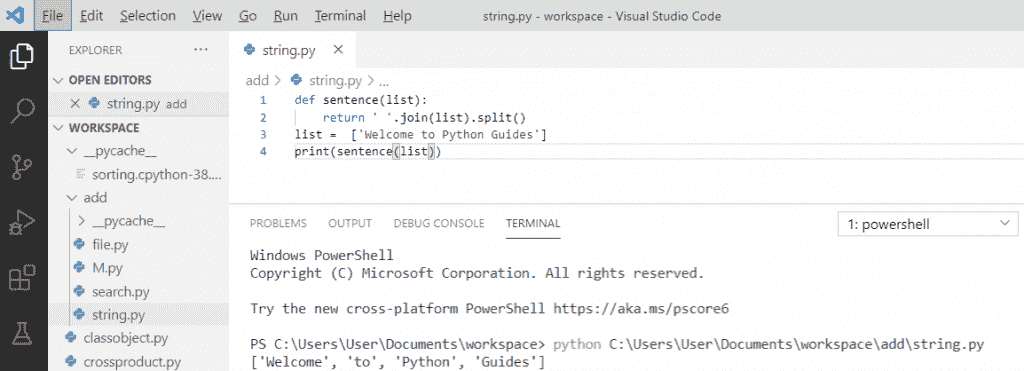 File Edit Selection View Go Run Terminal Help string.py - workspace - Visual Studio Code
EXPLORER ...
OPEN EDITORS
string.py add
WORKSPACE
__pycache__
sorting.cpython-38....
add
__pycache__
file.py
M.py
search.py
string.py
classobject.py
crossproduct.py
string.py
add > string.py > ...
1 def sentence(list):
2     return ' '.join(list).split()
3 list =  ['Welcome to Python Guides']
4 print(sentence(list))
PROBLEMS OUTPUT DEBUG CONSOLE TERMINAL 1: powershell
Windows PowerShell
Copyright (C) Microsoft Corporation. All rights reserved.
Try the new cross-platform PowerShell https://aka.ms/pscore6
PS C:\Users\User\Documents\workspace> python C:\Users\User\Documents\workspace\add\string.py
['Welcome', 'to', 'Python', 'Guides']